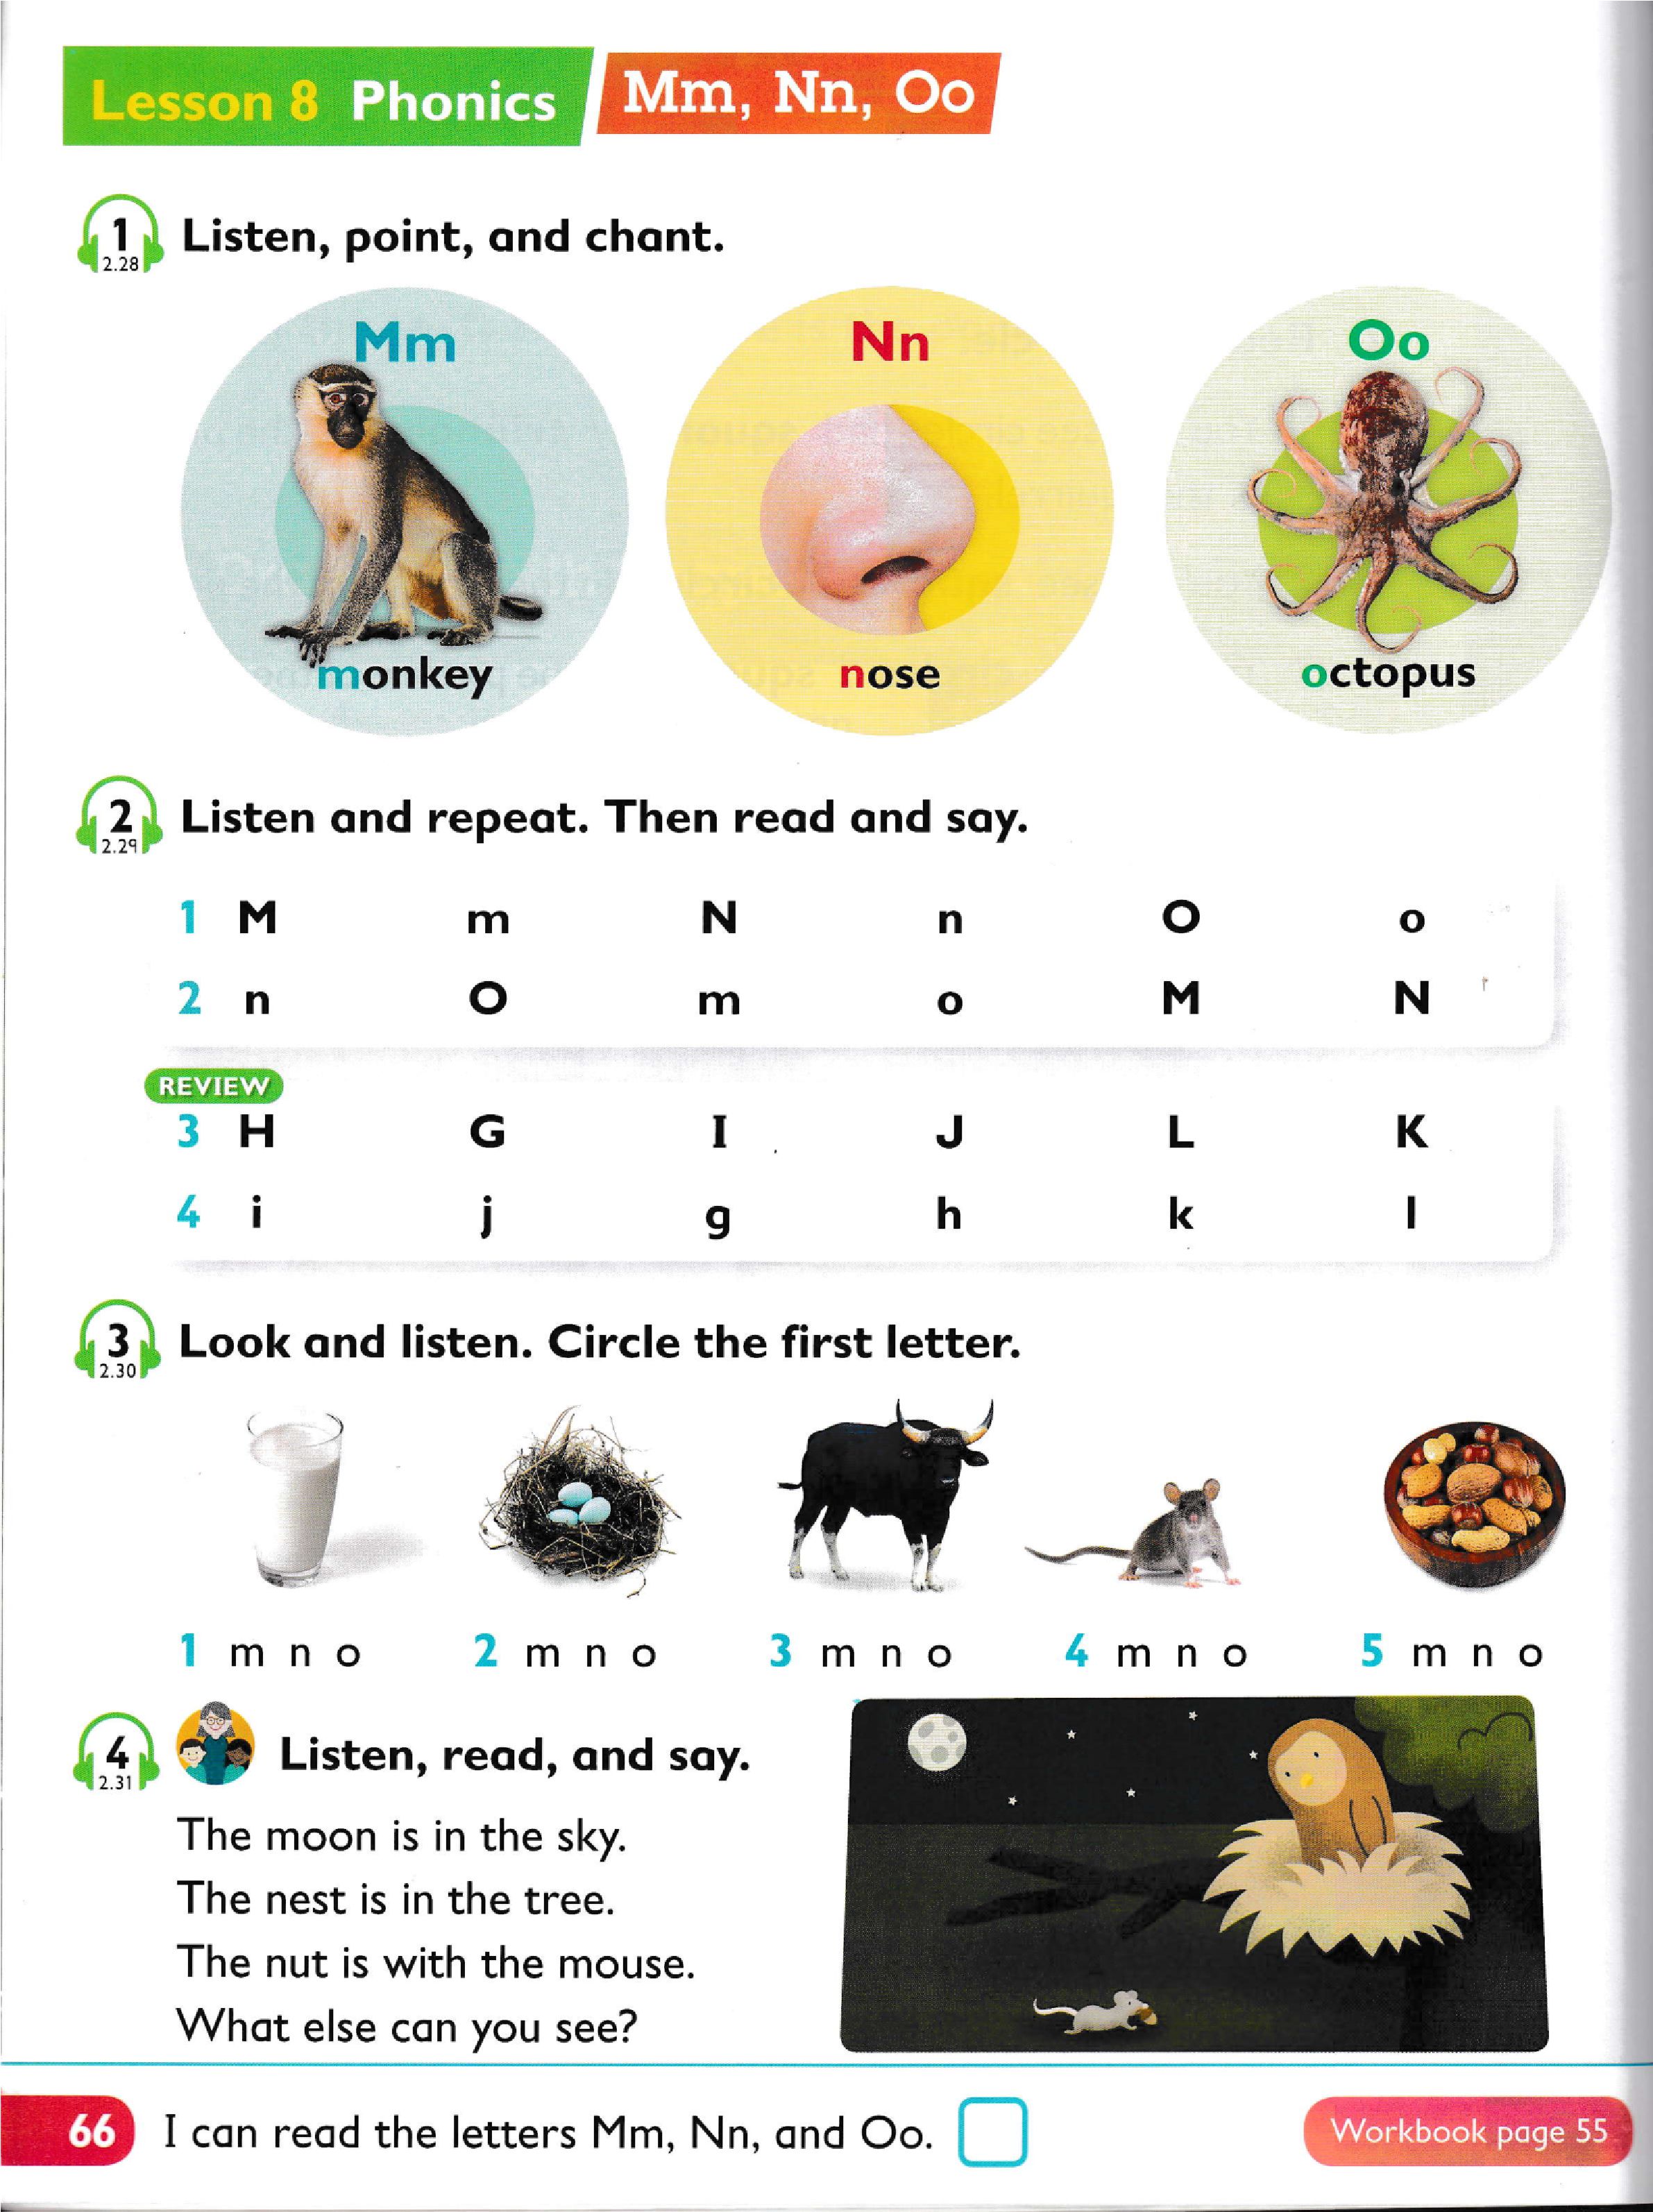 Lesson 8 Phonics Mm, Nn, Oo
1 Listen, point, and chant.
2.28
Mm Nn Oo
monkey nose octopus
2 Listen and repeat. Then read and say.
2.29
1 M m N n O o
2 n O m o M N
REVIEW
3 H G I J L K
4 i j g h k l
3 Look and listen. Circle the first letter.
2.30
1 m n o 2 m n o 3 m n o 4 m n o 5 m n o
4 Listen, read, and say.
2.31
The moon is in the sky.
The nest is in the tree.
The nut is with the mouse.
What else can you see?
66 I can read the letters Mm, Nn, and Oo. Workbook page 55